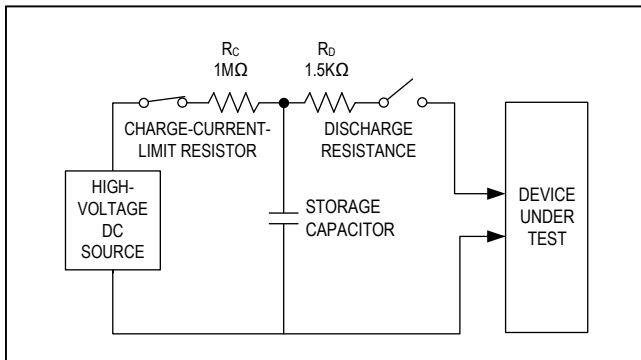 RC
1MΩ
RD
1.5KΩ
CHARGE-CURRENT-
LIMIT RESISTOR
DISCHARGE
RESISTANCE
HIGH-
VOLTAGE
DC
SOURCE
STORAGE
CAPACITOR
DEVICE
UNDER
TEST